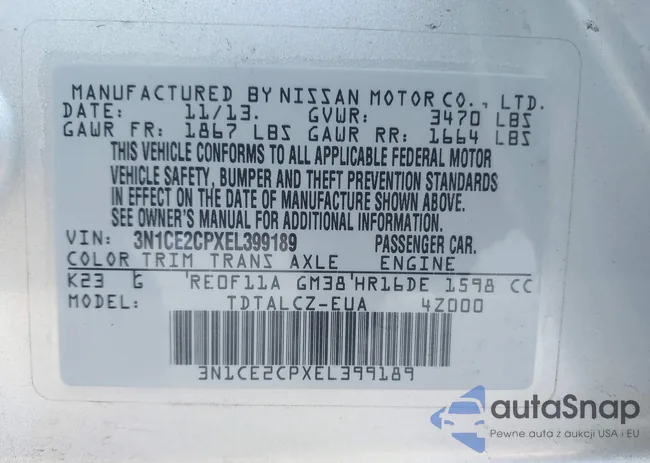 MANUFACTURED BY NISSAN MOTOR CO., LTD.
DATE: 11/13. GVWR: 3470 LBS
GAWR FR: 1867 LBS GAWR RR: 1664 LBS
THIS VEHICLE CONFORMS TO ALL APPLICABLE FEDERAL MOTOR
VEHICLE SAFETY, BUMPER AND THEFT PREVENTION STANDARDS
IN EFFECT ON THE DATE OF MANUFACTURE SHOWN ABOVE.
SEE OWNER'S MANUAL FOR ADDITIONAL INFORMATION.
VIN: 3N1CE2CPXEL399189 PASSENGER CAR.
COLOR TRIM TRANS AXLE ENGINE
K23 G 'RE0F11A GM38'HR16DE 1598 CC
MODEL: TDTALCZ-EUA 4Z000
3N1CE2CPXEL399189
autaSnap
Pewne auta z aukcji USA i EU